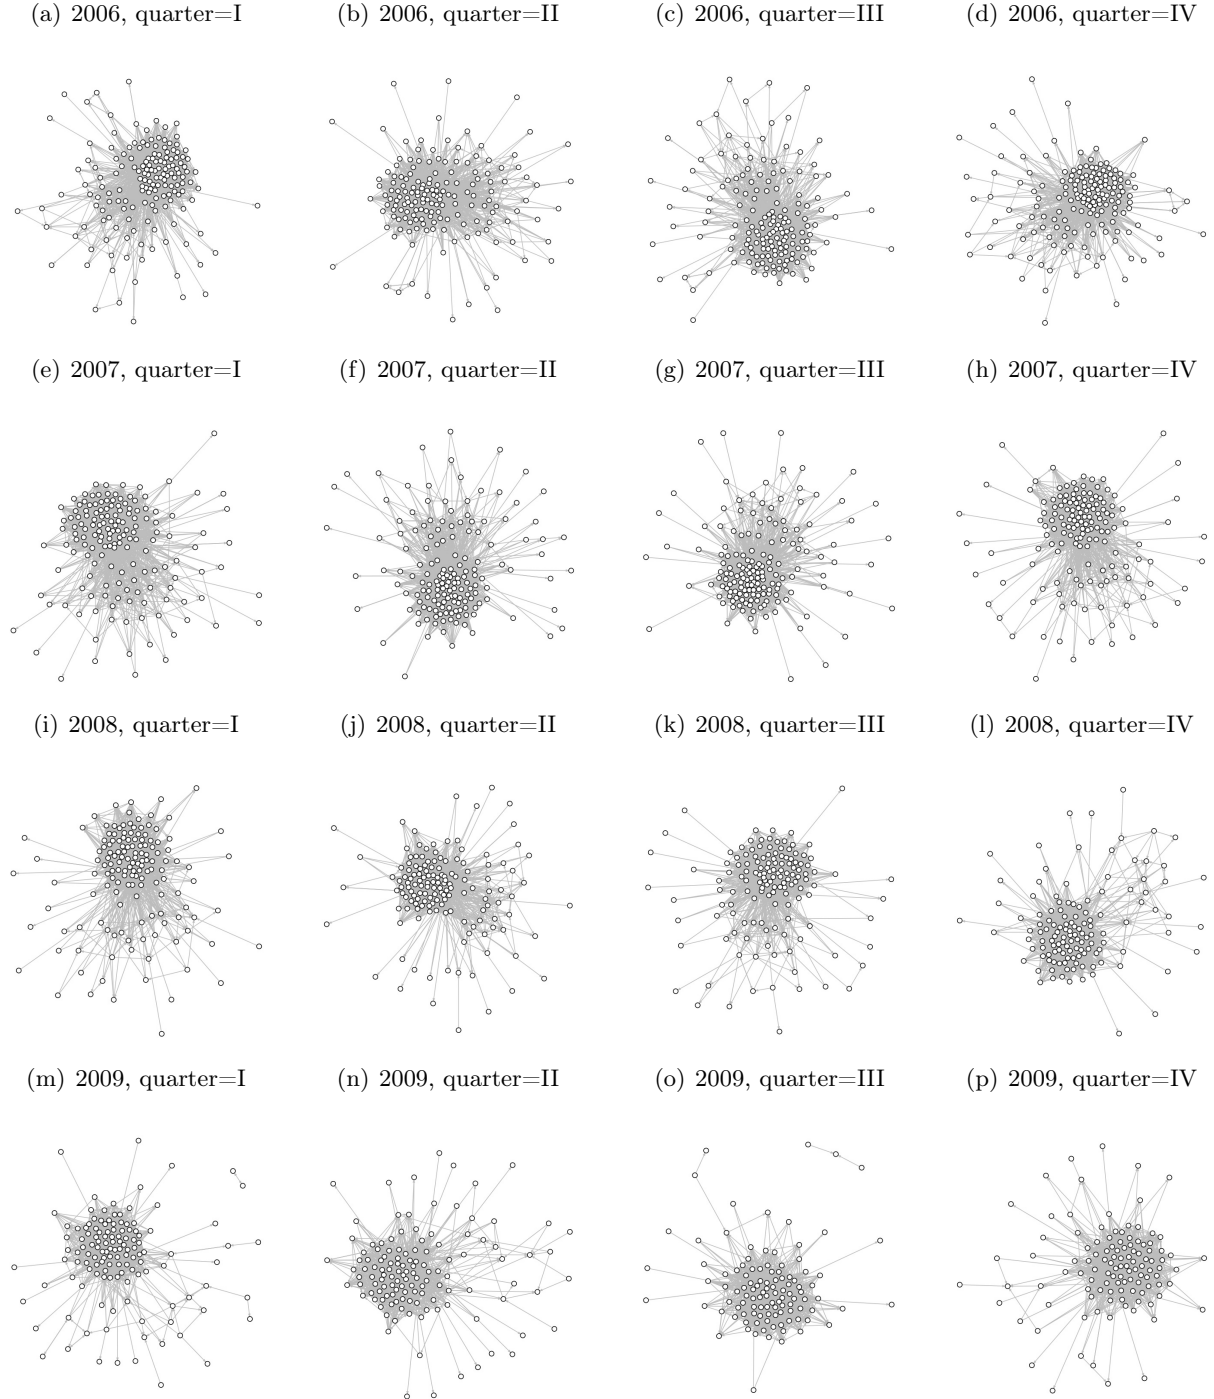 (a) 2006, quarter=I (b) 2006, quarter=II (c) 2006, quarter=III (d) 2006, quarter=IV
(e) 2007, quarter=I (f) 2007, quarter=II (g) 2007, quarter=III (h) 2007, quarter=IV
(i) 2008, quarter=I (j) 2008, quarter=II (k) 2008, quarter=III (l) 2008, quarter=IV
(m) 2009, quarter=I (n) 2009, quarter=II (o) 2009, quarter=III (p) 2009, quarter=IV